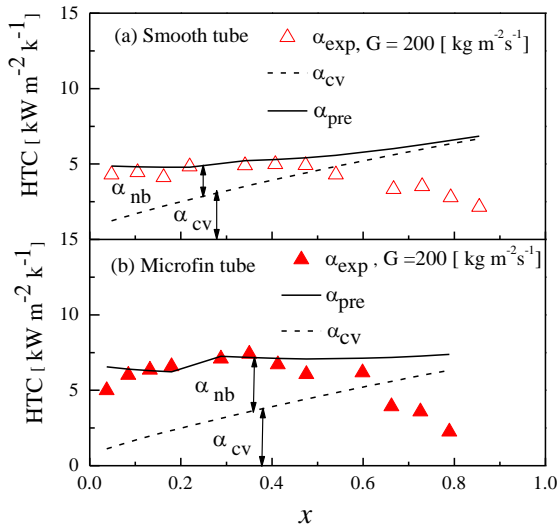 15
(a) Smooth tube
α_exp, G = 200 [ kg m⁻²s⁻¹]
α_cv
α_pre
10
5
HTC [ kW m⁻² k⁻¹]
α_nb
α_cv
15
(b) Microfin tube
α_exp , G =200 [ kg m⁻²s⁻¹]
α_pre
α_cv
10
5
0
HTC [ kW m⁻² k⁻¹]
α_nb
α_cv
0.0 0.2 0.4 0.6 0.8 1.0
x